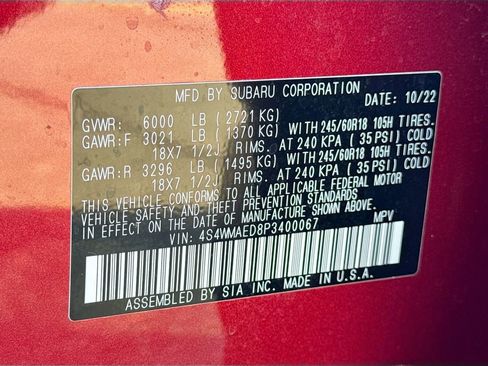 MFD BY SUBARU CORPORATION
DATE: 10/22
GVWR: 6000 LB ( 2721 KG)
GAWR:F 3021 LB ( 1370 KG) WITH 245/60R18 105H TIRES.
18X7 1/2J RIMS. AT 240 KPA ( 35 PSI) COLD
GAWR:R 3296 LB ( 1495 KG) WITH 245/60R18 105H TIRES.
18X7 1/2J RIMS. AT 240 KPA ( 35 PSI) COLD
THIS VEHICLE CONFORMS TO ALL APPLICABLE FEDERAL MOTOR
VEHICLE SAFETY AND THEFT PREVENTION STANDARDS
IN EFFECT ON THE DATE OF MANUFACTURE SHOWN ABOVE.
VIN: 4S4WMAED8P3400067 MPV
ASSEMBLED BY SIA INC. MADE IN U.S.A.